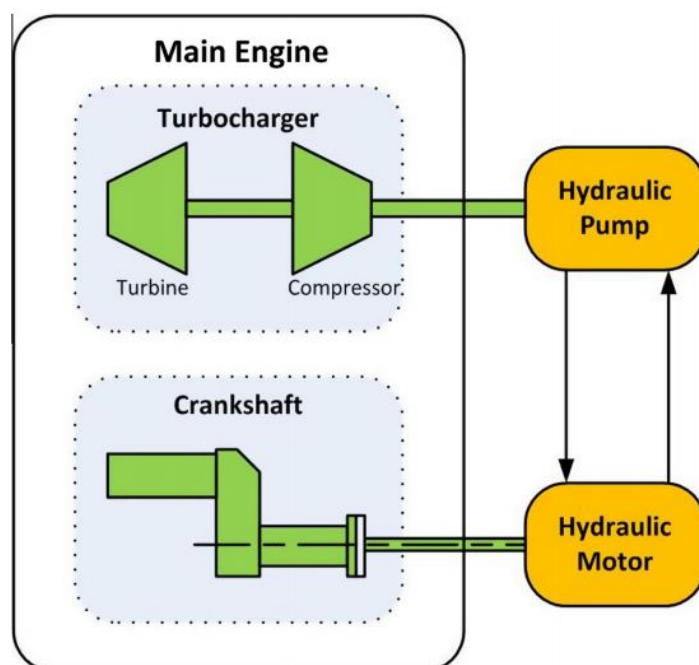 Main Engine
Turbocharger
Turbine
Compressor
Hydraulic
Pump
Crankshaft
Hydraulic
Motor